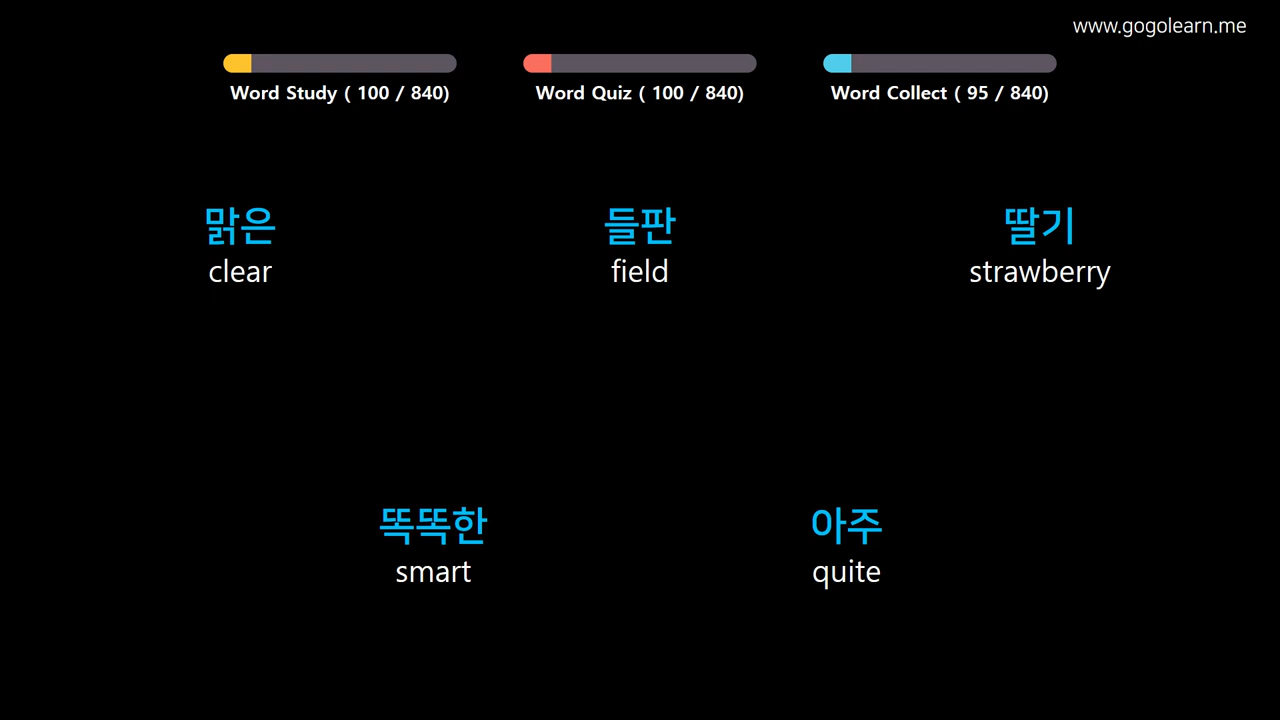 www.gogolearn.me
Word Study ( 100 / 840)
Word Quiz ( 100 / 840)
Word Collect ( 95 / 840)
맑은
clear
들판
field
딸기
strawberry
똑똑한
smart
아주
quite